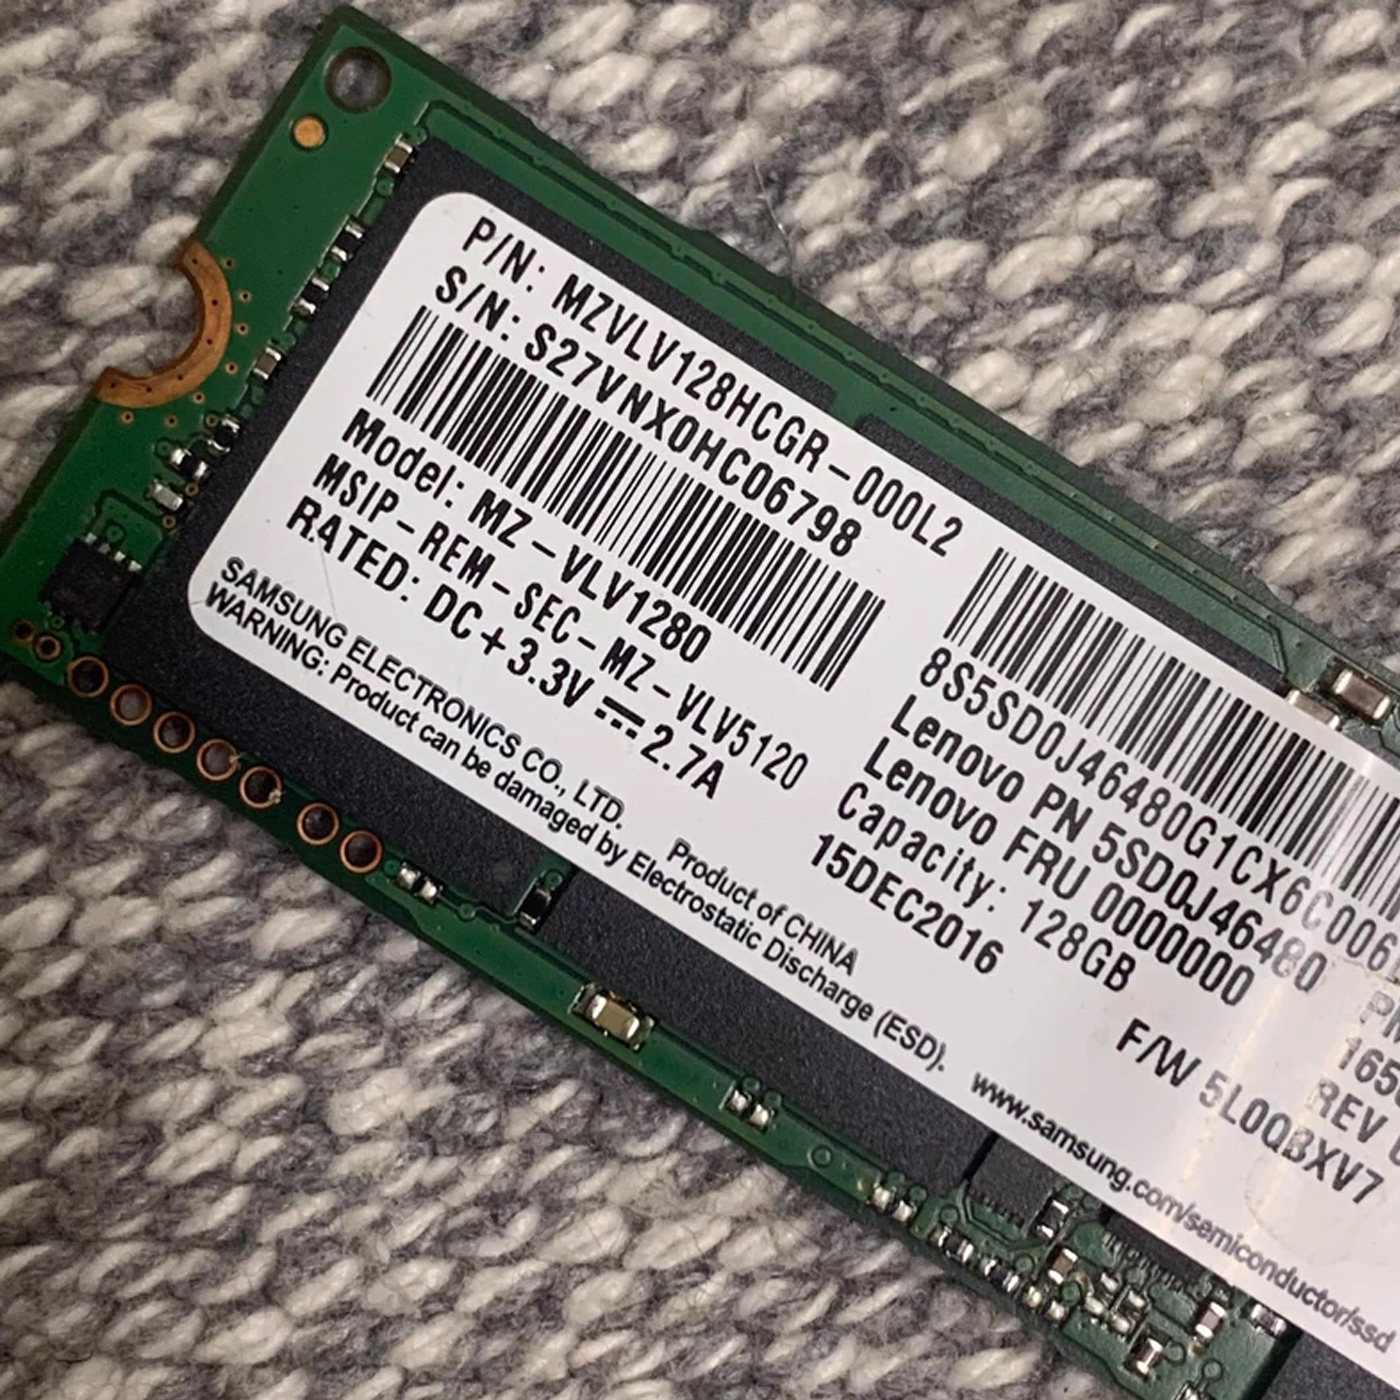 P/N: MZVLV128HCGR-000L2
S/N: S27VNX0HC06798
Model: MZ-VLV1280
MSIP-REM-SEC-MZ-VLV5120
RATED: DC+3.3V ⎓ 2.7A
SAMSUNG ELECTRONICS CO., LTD.
Product of CHINA
WARNING: Product can be damaged by Electrostatic Discharge (ESD).
www.samsung.com/semiconductor/ssd
8S5SD0J46480G1CX6C006
Lenovo PN 5SD0J46480
Lenovo FRU 0000000
Capacity: 128GB
15DEC2016
F/W 5L0QBXV7
REV